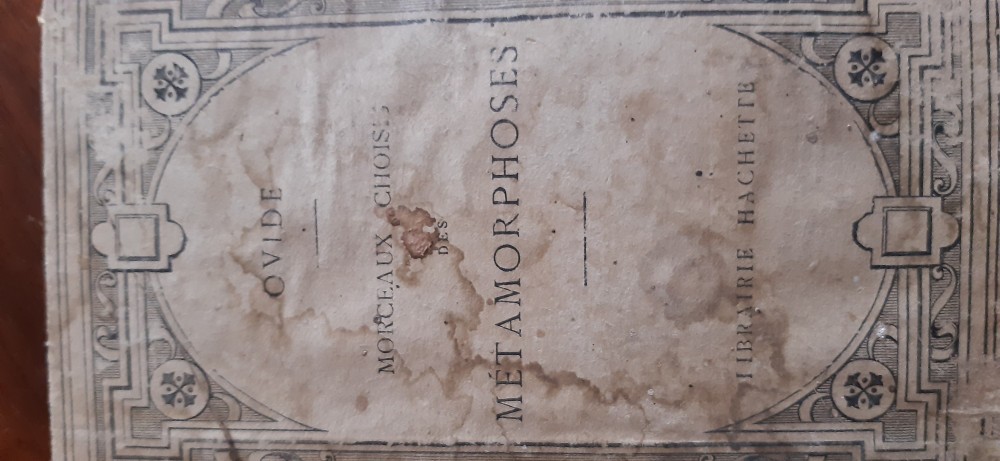 OVIDE
MORCEAUX CHOISIS
DES
MÉTAMORPHOSES
LIBRAIRIE HACHETTE